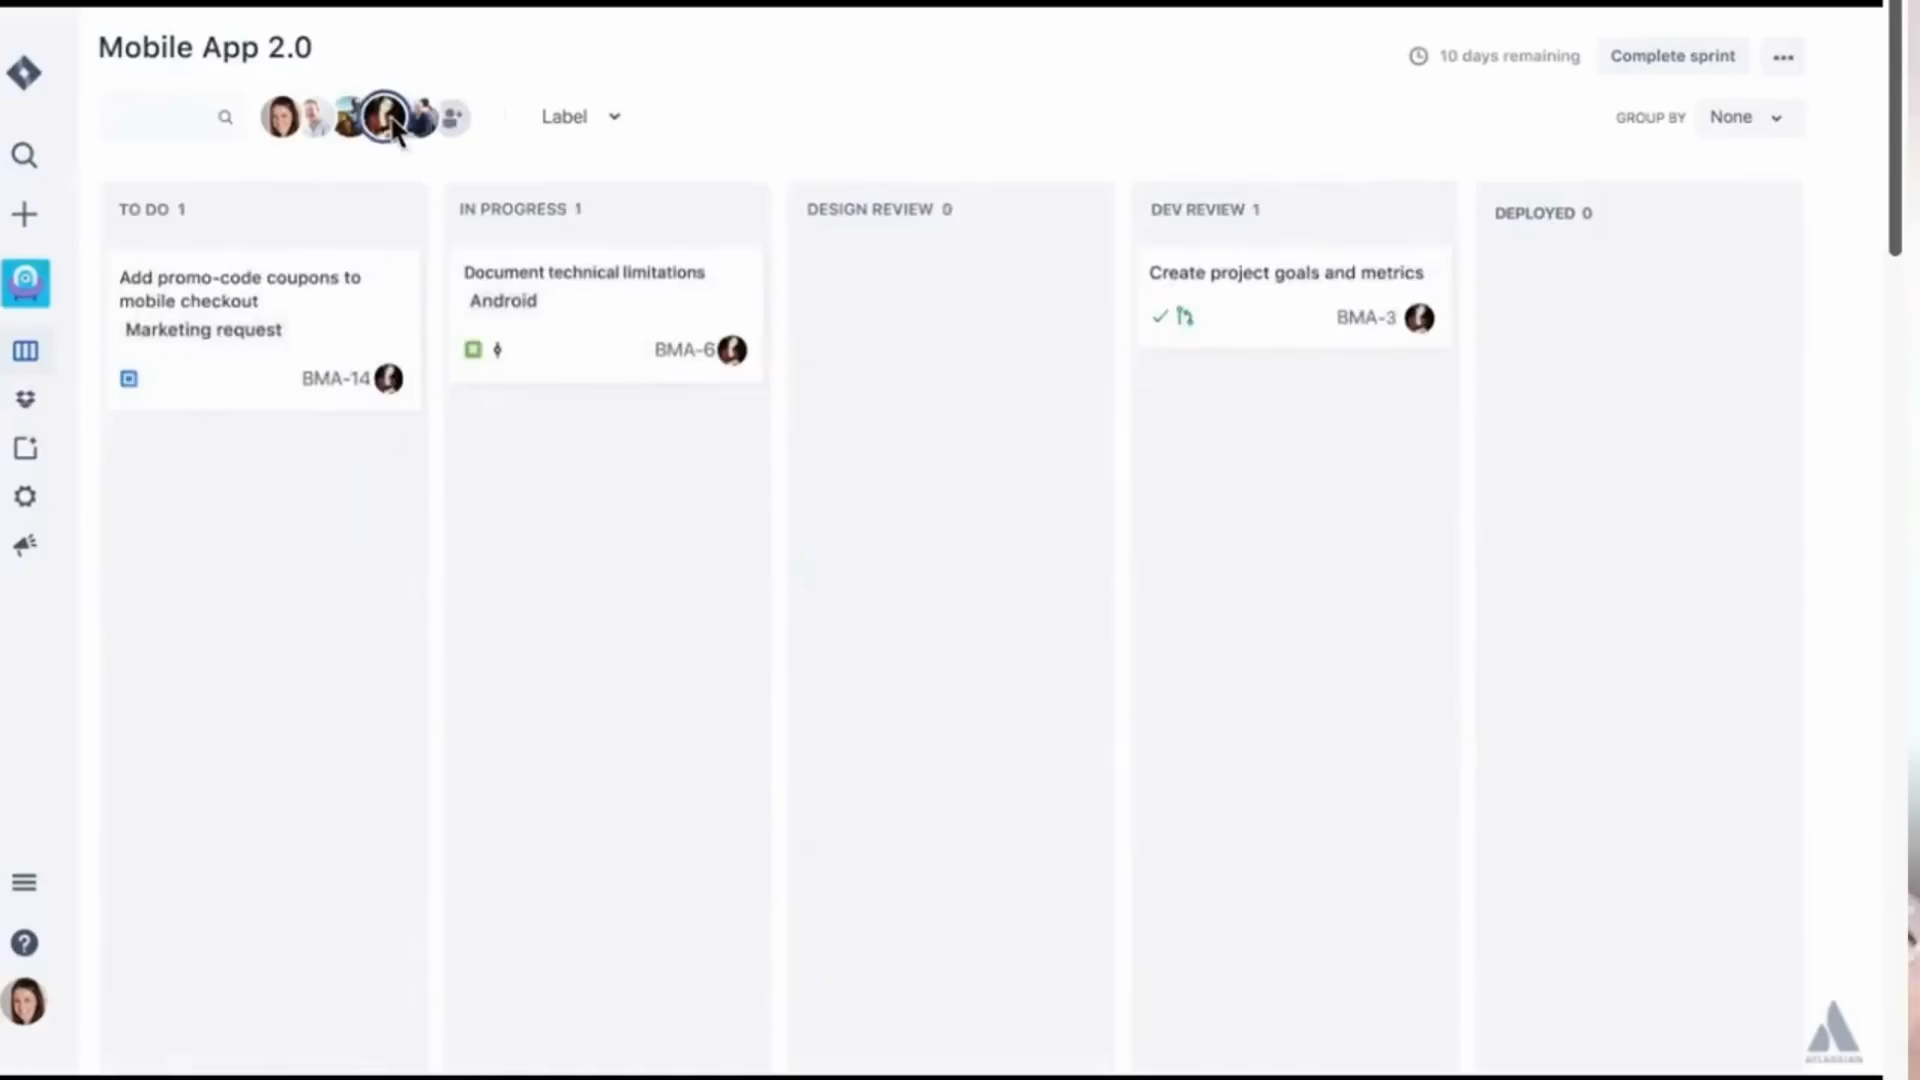 Mobile App 2.0
10 days remaining
Complete sprint
Label
GROUP BY
None
TO DO 1
IN PROGRESS 1
DESIGN REVIEW 0
DEV REVIEW 1
DEPLOYED 0
Add promo-code coupons to
mobile checkout
Marketing request
BMA-14
Document technical limitations
Android
BMA-6
Create project goals and metrics
BMA-3
ATLASSIAN